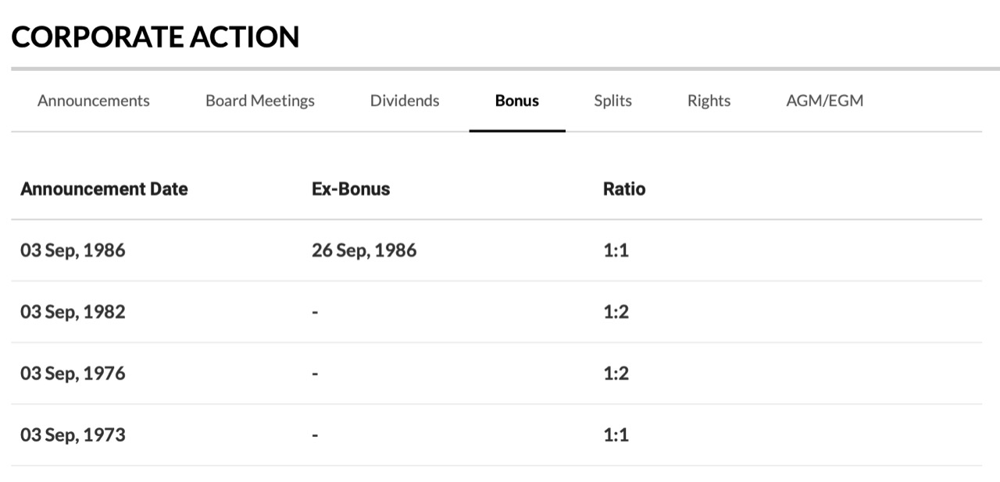 CORPORATE ACTION
Announcements Board Meetings Dividends Bonus Splits Rights AGM/EGM
Announcement Date Ex-Bonus Ratio
03 Sep, 1986 26 Sep, 1986 1:1
03 Sep, 1982 - 1:2
03 Sep, 1976 - 1:2
03 Sep, 1973 - 1:1